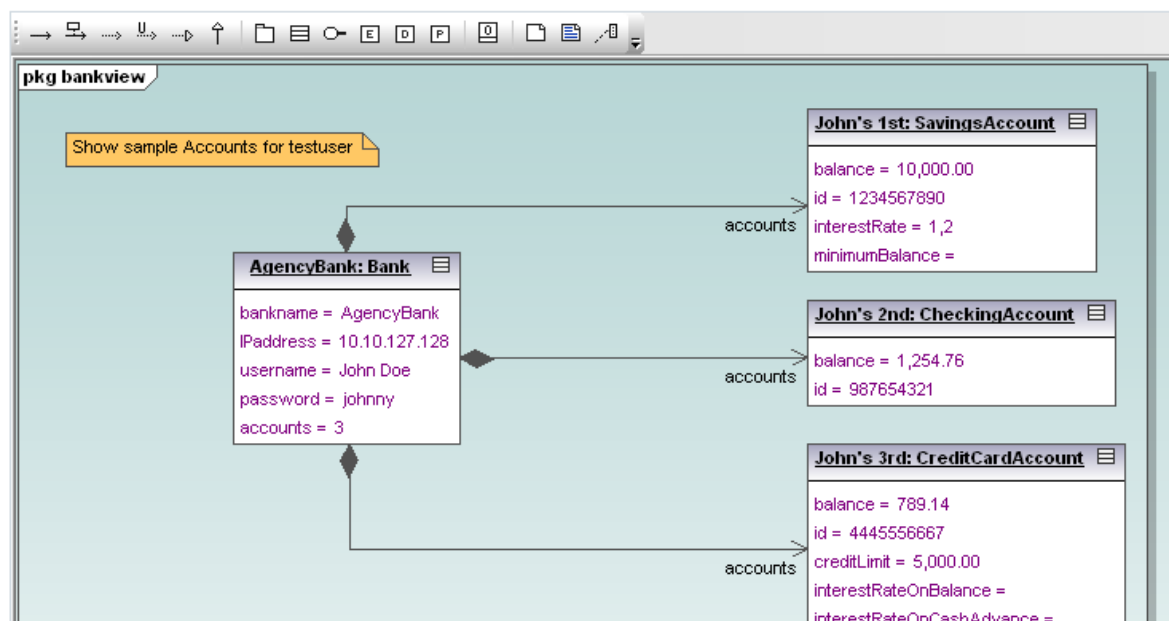 U
E
D
P
O
pkg bankview
Show sample Accounts for testuser
John's 1st: SavingsAccount
balance = 10,000.00
id = 1234567890
interestRate = 1,2
minimumBalance =
accounts
AgencyBank: Bank
bankname = AgencyBank
IPaddress = 10.10.127.128
username = John Doe
password = johnny
accounts = 3
John's 2nd: CheckingAccount
balance = 1,254.76
id = 987654321
accounts
John's 3rd: CreditCardAccount
balance = 789.14
id = 4445556667
creditLimit = 5,000.00
interestRateOnBalance =
interestRateOnCashAdvance =
accounts